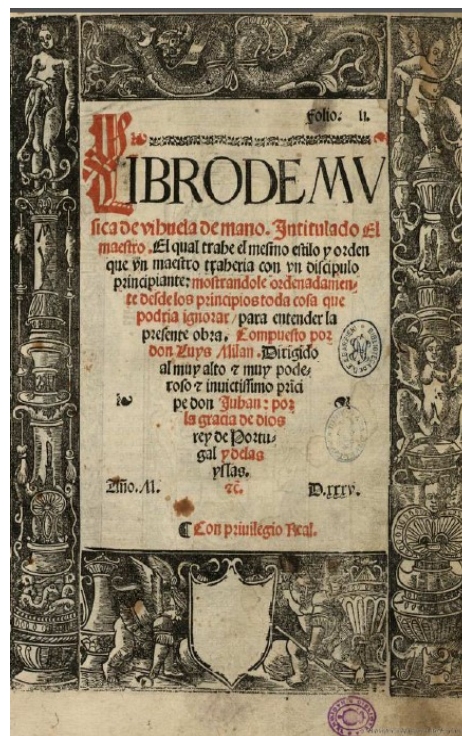 Folio. ii.
LIBRO DE MV
sica de vihuela de mano. Intitulado El
maestro. El qual trahe el mesmo estilo y orden
que vn maestro traheria con vn discipulo
principiante: mostrandole ordenadamen-
te desde los principios toda cosa que
podria ignorar/ para entender la
presente obra. Compuesto por
don Luys Milan. Dirigido
al muy alto & muy pode-
roso & inuictissimo prici
pe don Juhan: por
la gracia de dios
rey de Portu-
gal y delas
yslas.
Año. M. &c. D.xxxv.
Con priuilegio Real.